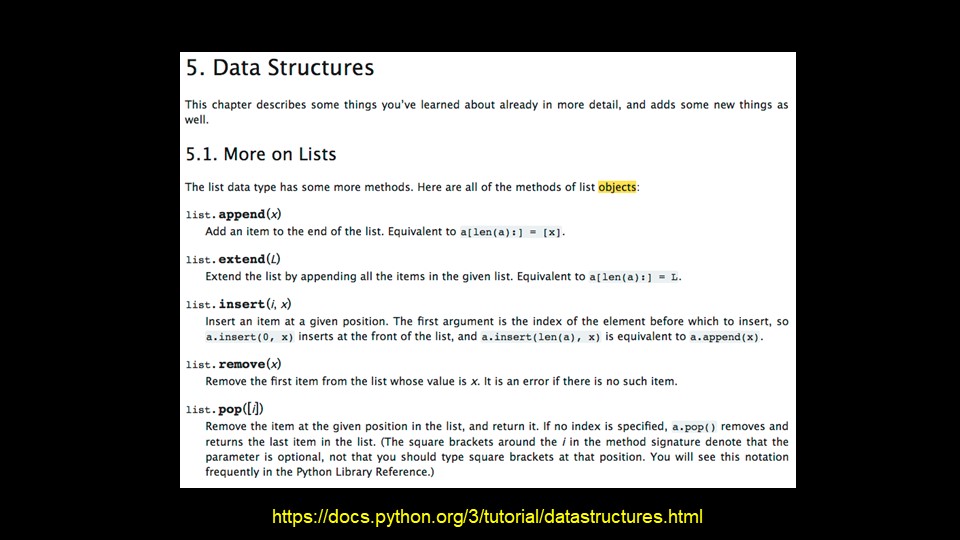 5. Data Structures
This chapter describes some things you've learned about already in more detail, and adds some new things as
well.
5.1. More on Lists
The list data type has some more methods. Here are all of the methods of list objects:
list.append(x)
Add an item to the end of the list. Equivalent to a[len(a):] = [x].
list.extend(L)
Extend the list by appending all the items in the given list. Equivalent to a[len(a):] = L.
list.insert(i, x)
Insert an item at a given position. The first argument is the index of the element before which to insert, so
a.insert(0, x) inserts at the front of the list, and a.insert(len(a), x) is equivalent to a.append(x).
list.remove(x)
Remove the first item from the list whose value is x. It is an error if there is no such item.
list.pop([i])
Remove the item at the given position in the list, and return it. If no index is specified, a.pop() removes and
returns the last item in the list. (The square brackets around the i in the method signature denote that the
parameter is optional, not that you should type square brackets at that position. You will see this notation
frequently in the Python Library Reference.)
https://docs.python.org/3/tutorial/datastructures.html